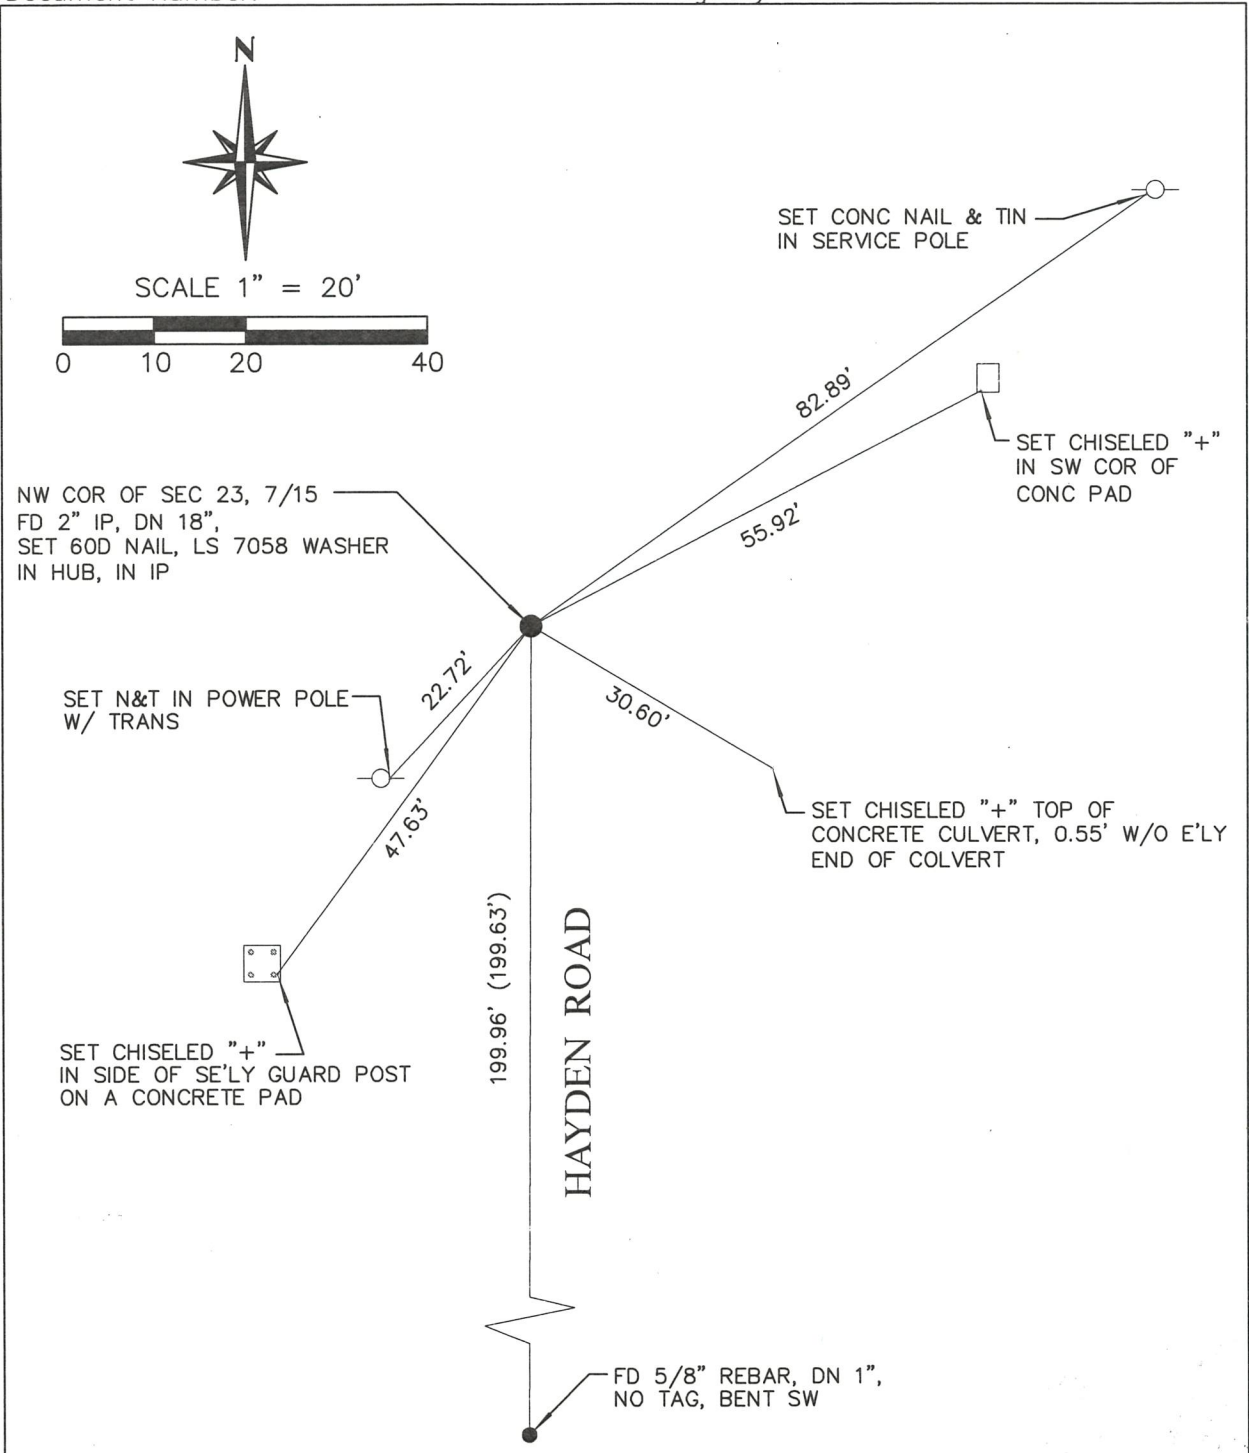 N
SCALE 1" = 20'
0 10 20 40
SET CONC NAIL & TIN
IN SERVICE POLE
82.89'
SET CHISELED "+"
IN SW COR OF
CONC PAD
55.92'
NW COR OF SEC 23, 7/15
FD 2" IP, DN 18",
SET 60D NAIL, LS 7058 WASHER
IN HUB, IN IP
22.72'
SET N&T IN POWER POLE
W/ TRANS
30.60'
47.63'
SET CHISELED "+" TOP OF
CONCRETE CULVERT, 0.55' W/O E'LY
END OF COLVERT
199.96' (199.63')
HAYDEN ROAD
SET CHISELED "+"
IN SIDE OF SE'LY GUARD POST
ON A CONCRETE PAD
FD 5/8" REBAR, DN 1",
NO TAG, BENT SW